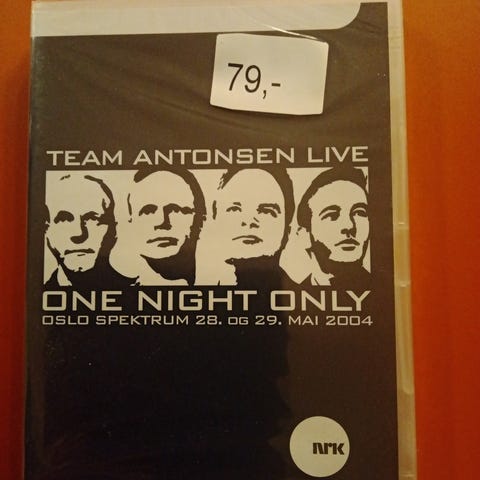 79,-
TEAM ANTONSEN LIVE
ONE NIGHT ONLY
OSLO SPEKTRUM 28. OG 29. MAI 2004
nrk